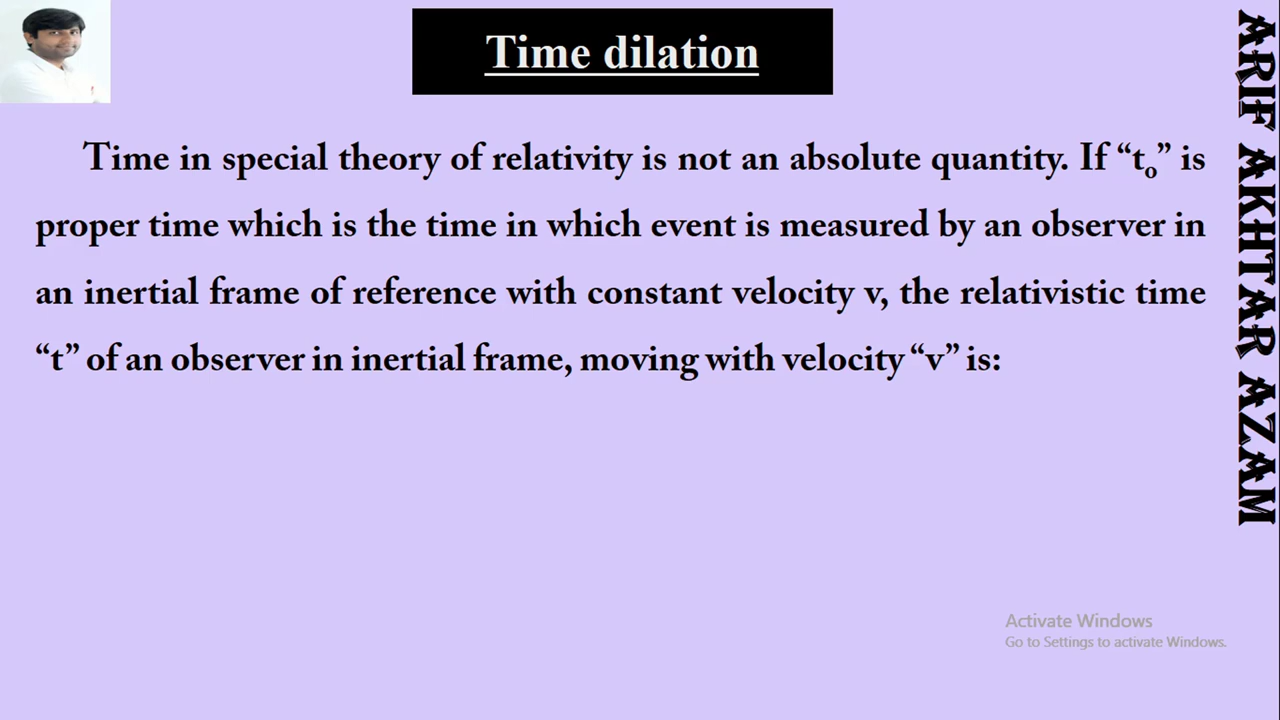 Time dilation
Time in special theory of relativity is not an absolute quantity. If “to” is
proper time which is the time in which event is measured by an observer in
an inertial frame of reference with constant velocity v, the relativistic time
“t” of an observer in inertial frame, moving with velocity “v” is:
ARIF AKHTAR AZAM
Activate Windows
Go to Settings to activate Windows.